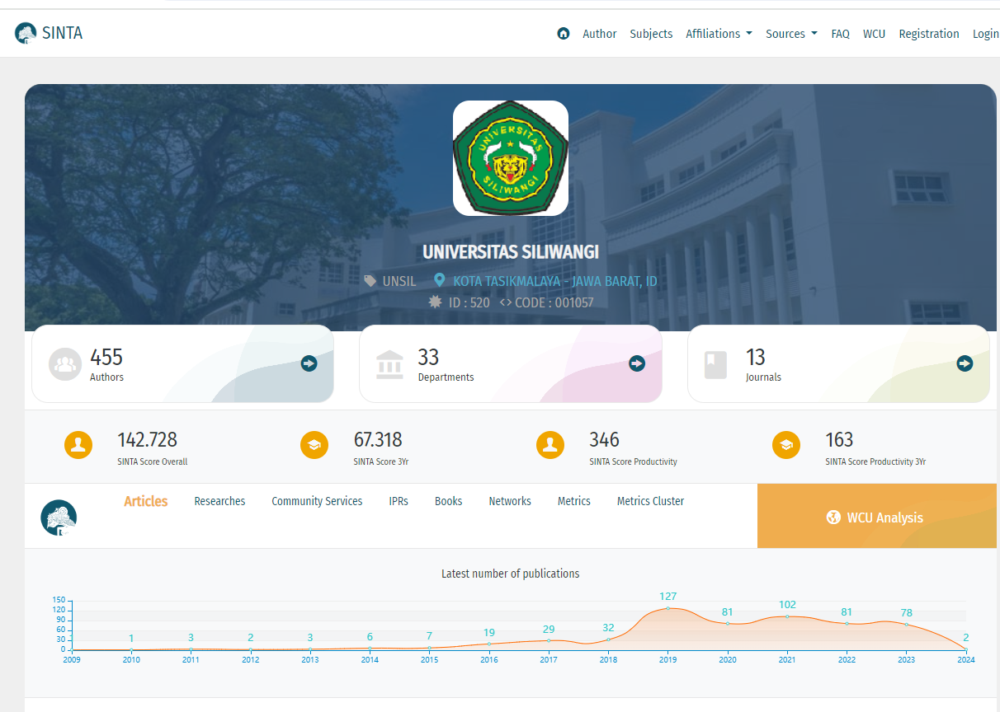 SINTA
Author Subjects Affiliations Sources FAQ WCU Registration Login
UNIVERSITAS SILIWANGI
UNIVERSITAS SILIWANGI
UNSIL KOTA TASIKMALAYA - JAWA BARAT, ID
ID : 520 <> CODE : 001057
455
Authors
33
Departments
13
Journals
142.728
SINTA Score Overall
67.318
SINTA Score 3Yr
346
SINTA Score Productivity
163
SINTA Score Productivity 3Yr
Articles Researches Community Services IPRs Books Networks Metrics Metrics Cluster
WCU Analysis
Latest number of publications
150
120
90
60
30
0
1 1 3 2 3 6 7 19 29 32 127 81 102 81 78 2
2009 2010 2011 2012 2013 2014 2015 2016 2017 2018 2019 2020 2021 2022 2023 2024